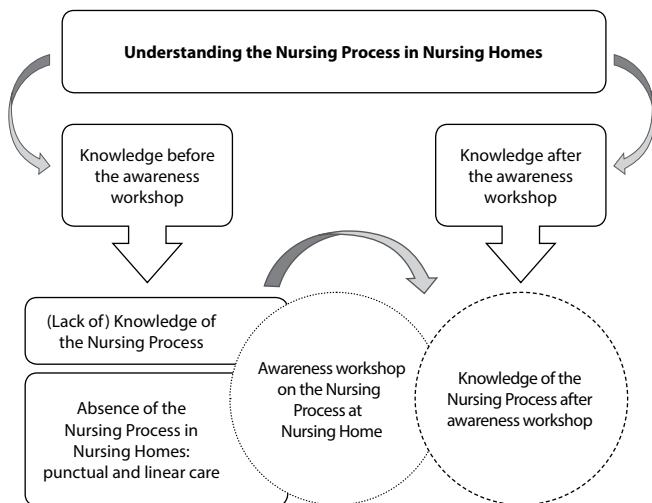 Understanding the Nursing Process in Nursing Homes
Knowledge before
the awareness
workshop
Knowledge after
the awareness
workshop
(Lack of) Knowledge of
the Nursing Process
Absence of the
Nursing Process in
Nursing Homes:
punctual and linear care
Awareness workshop
on the Nursing
Process at
Nursing Home
Knowledge of the
Nursing Process after
awareness workshop